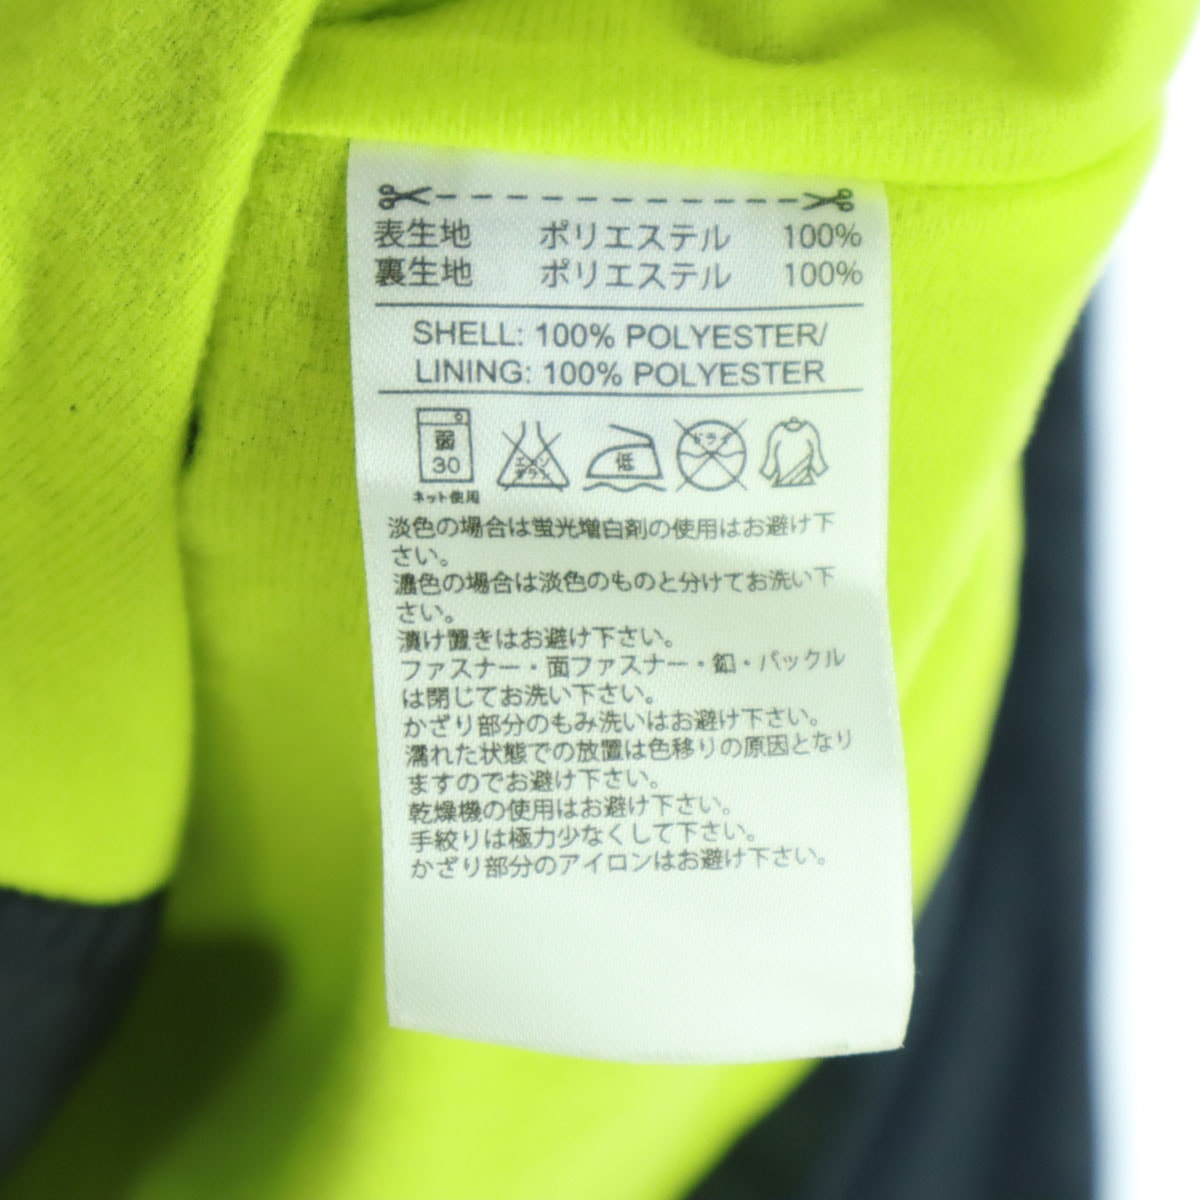 表生地 ポリエステル 100%
裏生地 ポリエステル 100%
SHELL: 100% POLYESTER/
LINING: 100% POLYESTER
弱 エンソサラシ 低 ドライ
30
ネット使用
淡色の場合は蛍光増白剤の使用はお避け下
さい。
濃色の場合は淡色のものと分けてお洗い下
さい。
漬け置きはお避け下さい。
ファスナー・面ファスナー・釦・バックル
は閉じてお洗い下さい。
かざり部分のもみ洗いはお避け下さい。
濡れた状態での放置は色移りの原因となり
ますのでお避け下さい。
乾燥機の使用はお避け下さい。
手絞りは極力少なくして下さい。
かざり部分のアイロンはお避け下さい。